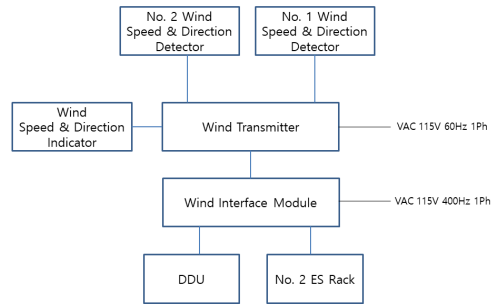 No. 2 Wind
Speed & Direction
Detector
No. 1 Wind
Speed & Direction
Detector
Wind
Speed & Direction
Indicator
Wind Transmitter
VAC 115V 60Hz 1Ph
Wind Interface Module
VAC 115V 400Hz 1Ph
DDU
No. 2 ES Rack